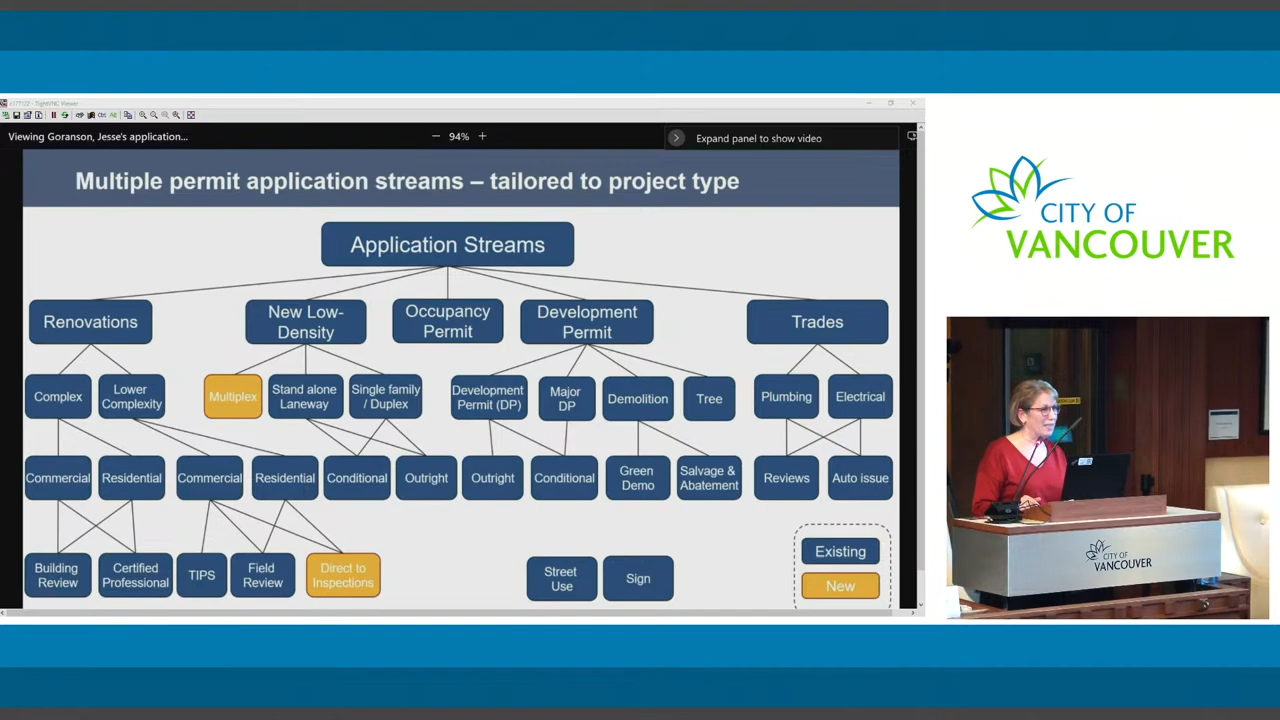 TightVNC Viewer
Viewing Goranson, Jesse's application...
94%
Expand panel to show video
Multiple permit application streams – tailored to project type
Application Streams
Renovations
New Low-
Density
Occupancy
Permit
Development
Permit
Trades
Complex
Lower
Complexity
Multiplex
Stand alone
Laneway
Single family
/ Duplex
Development
Permit (DP)
Major
DP
Demolition
Tree
Plumbing
Electrical
Commercial
Residential
Commercial
Residential
Conditional
Outright
Outright
Conditional
Green
Demo
Salvage &
Abatement
Reviews
Auto issue
Building
Review
Certified
Professional
TIPS
Field
Review
Direct to
Inspections
Street
Use
Sign
Existing
New
CITY OF
VANCOUVER
CITY OF
VANCOUVER